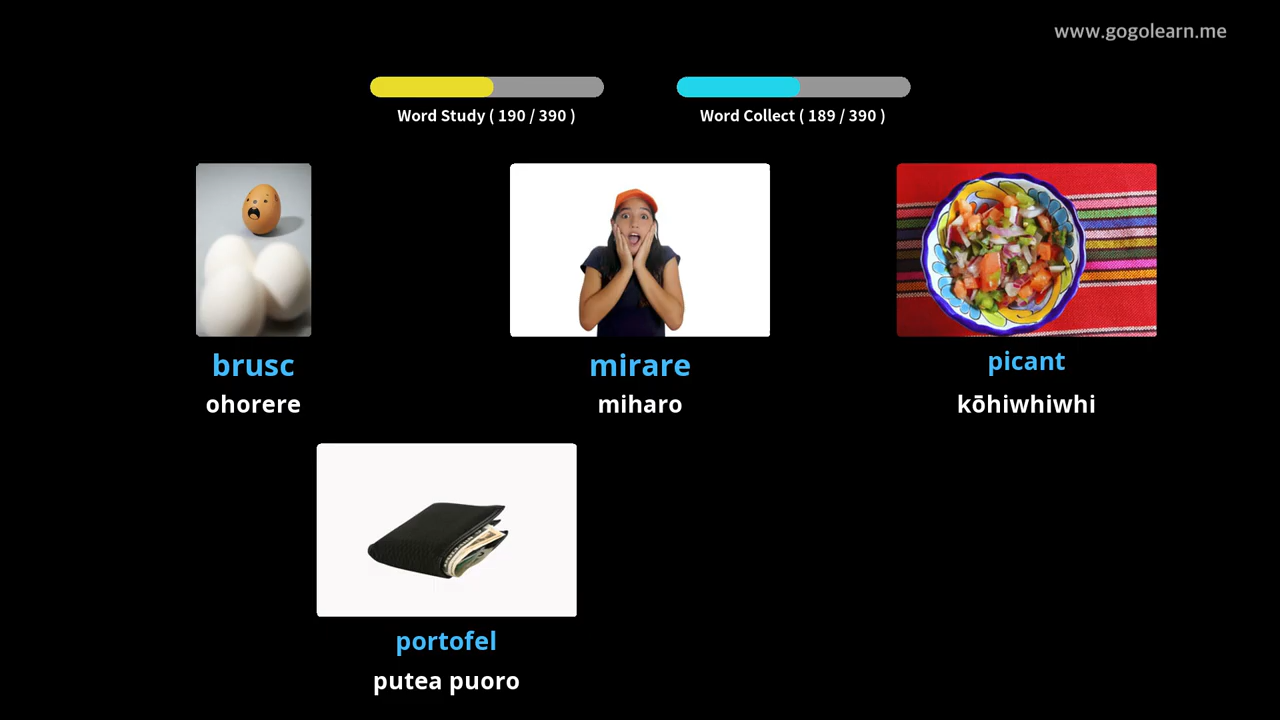 www.gogolearn.me
Word Study ( 190 / 390 )
Word Collect ( 189 / 390 )
brusc
ohorere
mirare
miharo
picant
kōhiwhiwhi
portofel
putea puoro